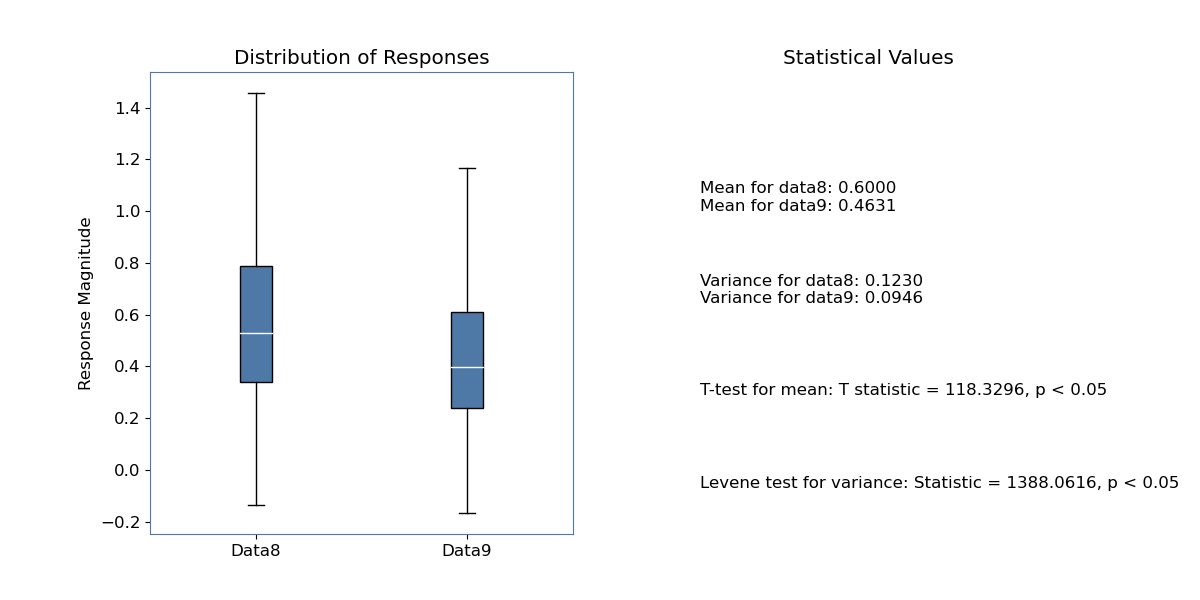 Distribution of Responses
Response Magnitude
1.4
1.2
1.0
0.8
0.6
0.4
0.2
0.0
−0.2
Data8 Data9
Statistical Values
Mean for data8: 0.6000
Mean for data9: 0.4631
Variance for data8: 0.1230
Variance for data9: 0.0946
T-test for mean: T statistic = 118.3296, p < 0.05
Levene test for variance: Statistic = 1388.0616, p < 0.05